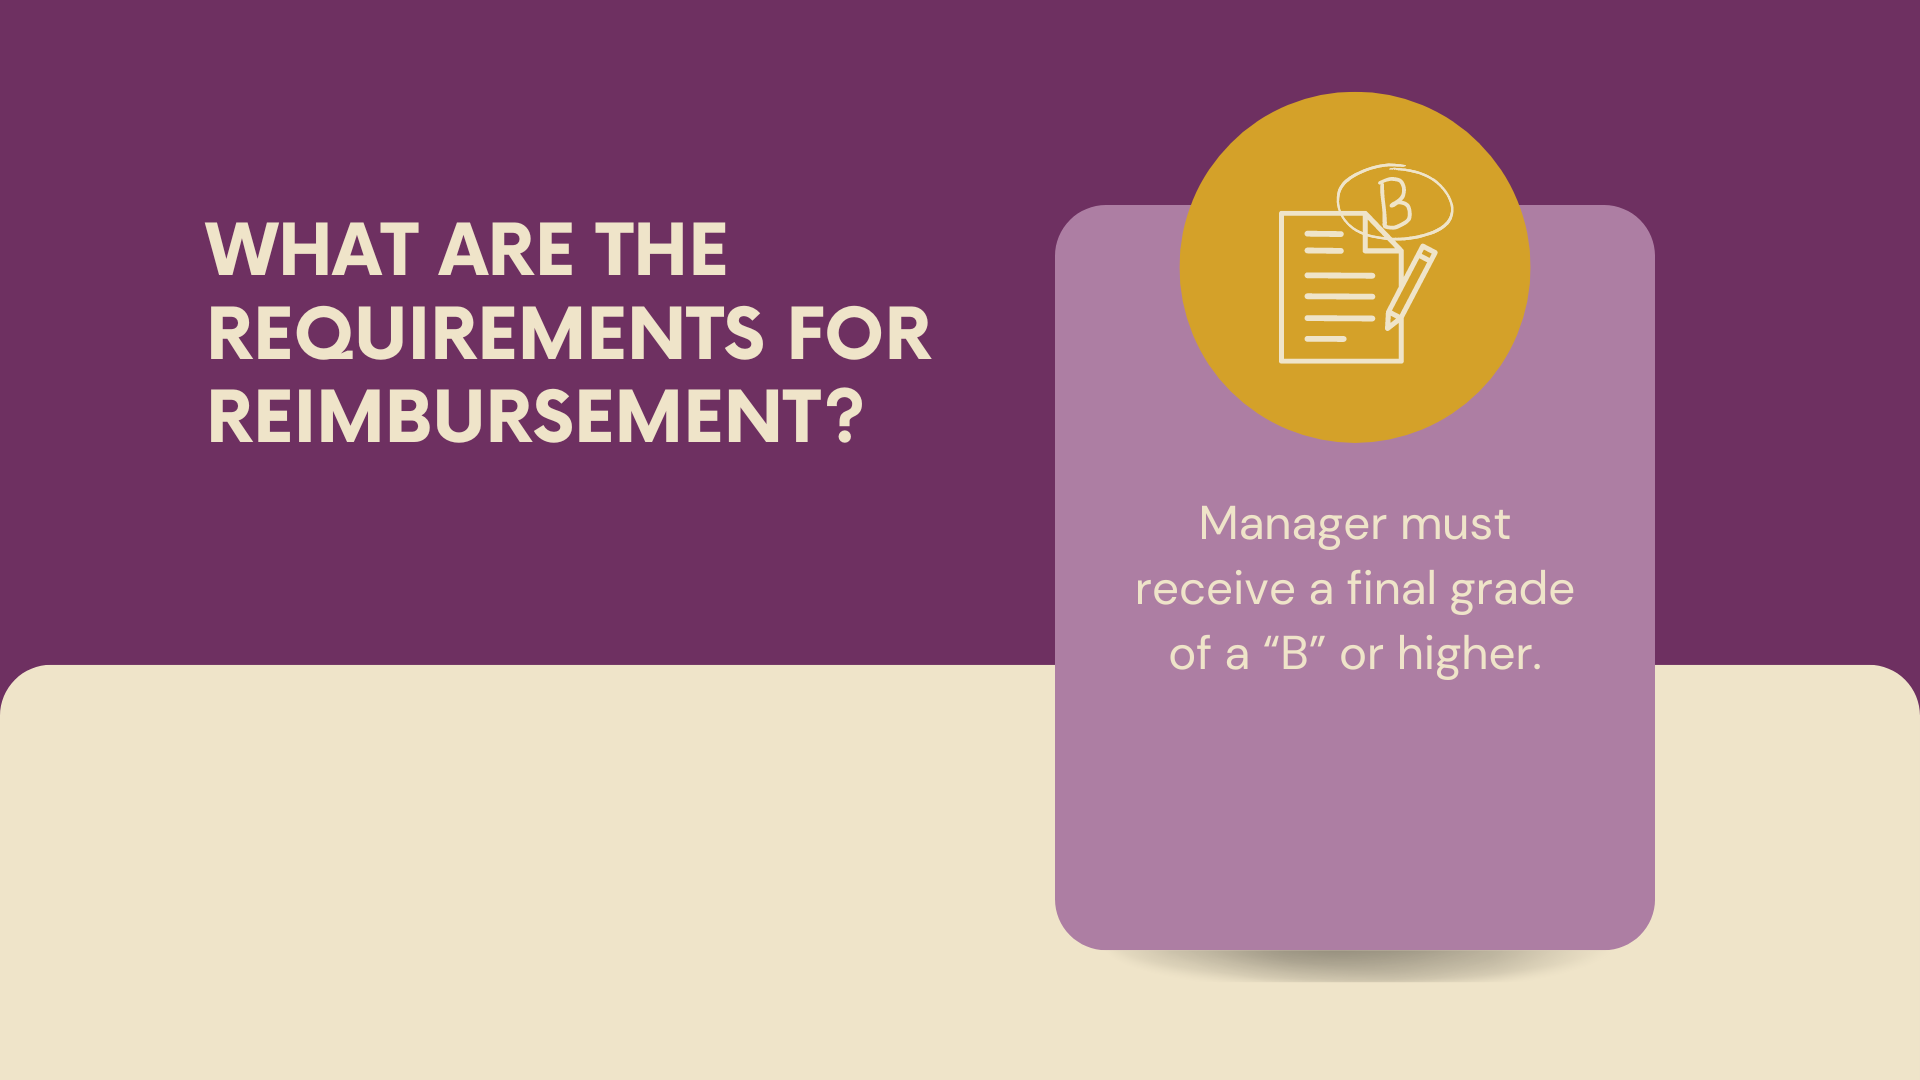 WHAT ARE THE
REQUIREMENTS FOR
REIMBURSEMENT?
B
Manager must
receive a final grade
of a “B” or higher.